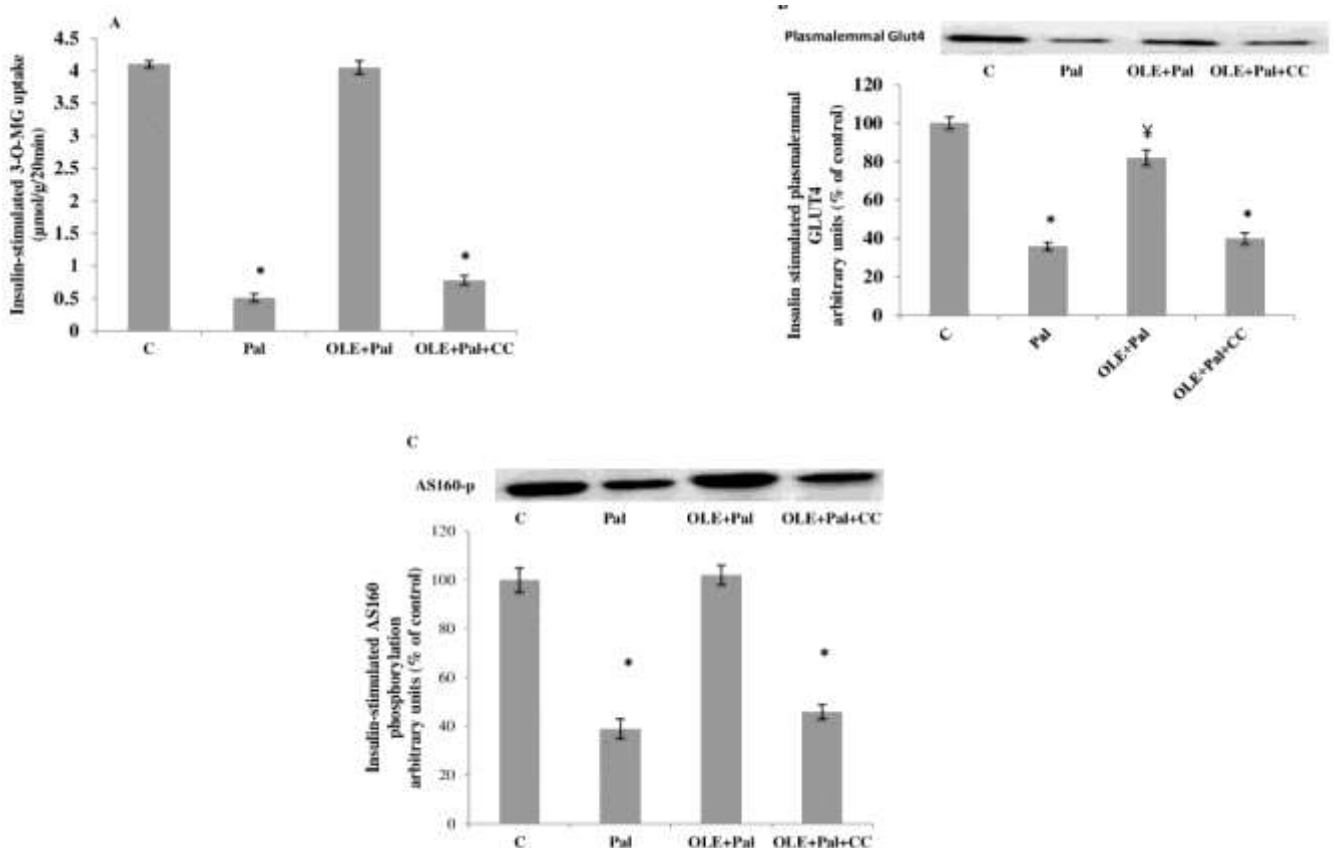 A
Insulin-stimulated 3-O-MG uptake
(µmol/g/20min)
4.5
4
3.5
3
2.5
2
1.5
1
0.5
0
*
*
C Pal OLE+Pal OLE+Pal+CC
Plasmalemmal Glut4
C Pal OLE+Pal OLE+Pal+CC
Insulin stimulated plasmalemmal
GLUT4
arbitrary units (% of control)
120
100
80
60
40
20
0
*
¥
*
C Pal OLE+Pal OLE+Pal+CC
C
AS160-p
C Pal OLE+Pal OLE+Pal+CC
Insulin-stimulated AS160
phosphorylation
arbitrary units (% of control)
120
100
80
60
40
20
0
*
*
C Pal OLE+Pal OLE+Pal+CC